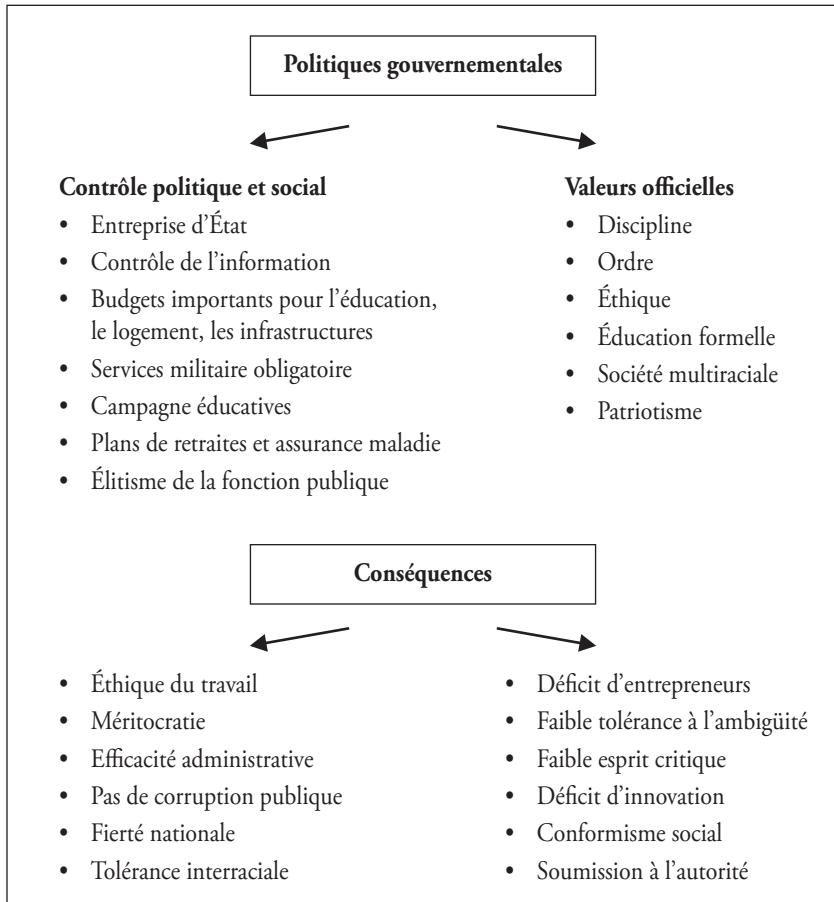 Politiques gouvernementales
Contrôle politique et social
• Entreprise d'État
• Contrôle de l'information
• Budgets importants pour l'éducation,
le logement, les infrastructures
• Services militaire obligatoire
• Campagne éducatives
• Plans de retraites et assurance maladie
• Élitisme de la fonction publique
Valeurs officielles
• Discipline
• Ordre
• Éthique
• Éducation formelle
• Société multiraciale
• Patriotisme
Conséquences
• Éthique du travail
• Méritocratie
• Efficacité administrative
• Pas de corruption publique
• Fierté nationale
• Tolérance interraciale
• Déficit d'entrepreneurs
• Faible tolérance à l'ambigüité
• Faible esprit critique
• Déficit d'innovation
• Conformisme social
• Soumission à l'autorité